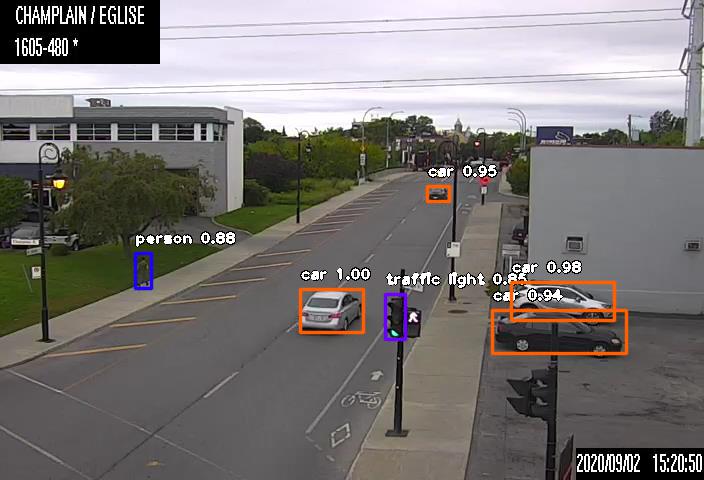 CHAMPLAIN / EGLISE
1605-480 *
car 0.95
person 0.88
car 1.00
traffic light 0.85
car 0.98
car 0.94
2020/09/02 15:20:50